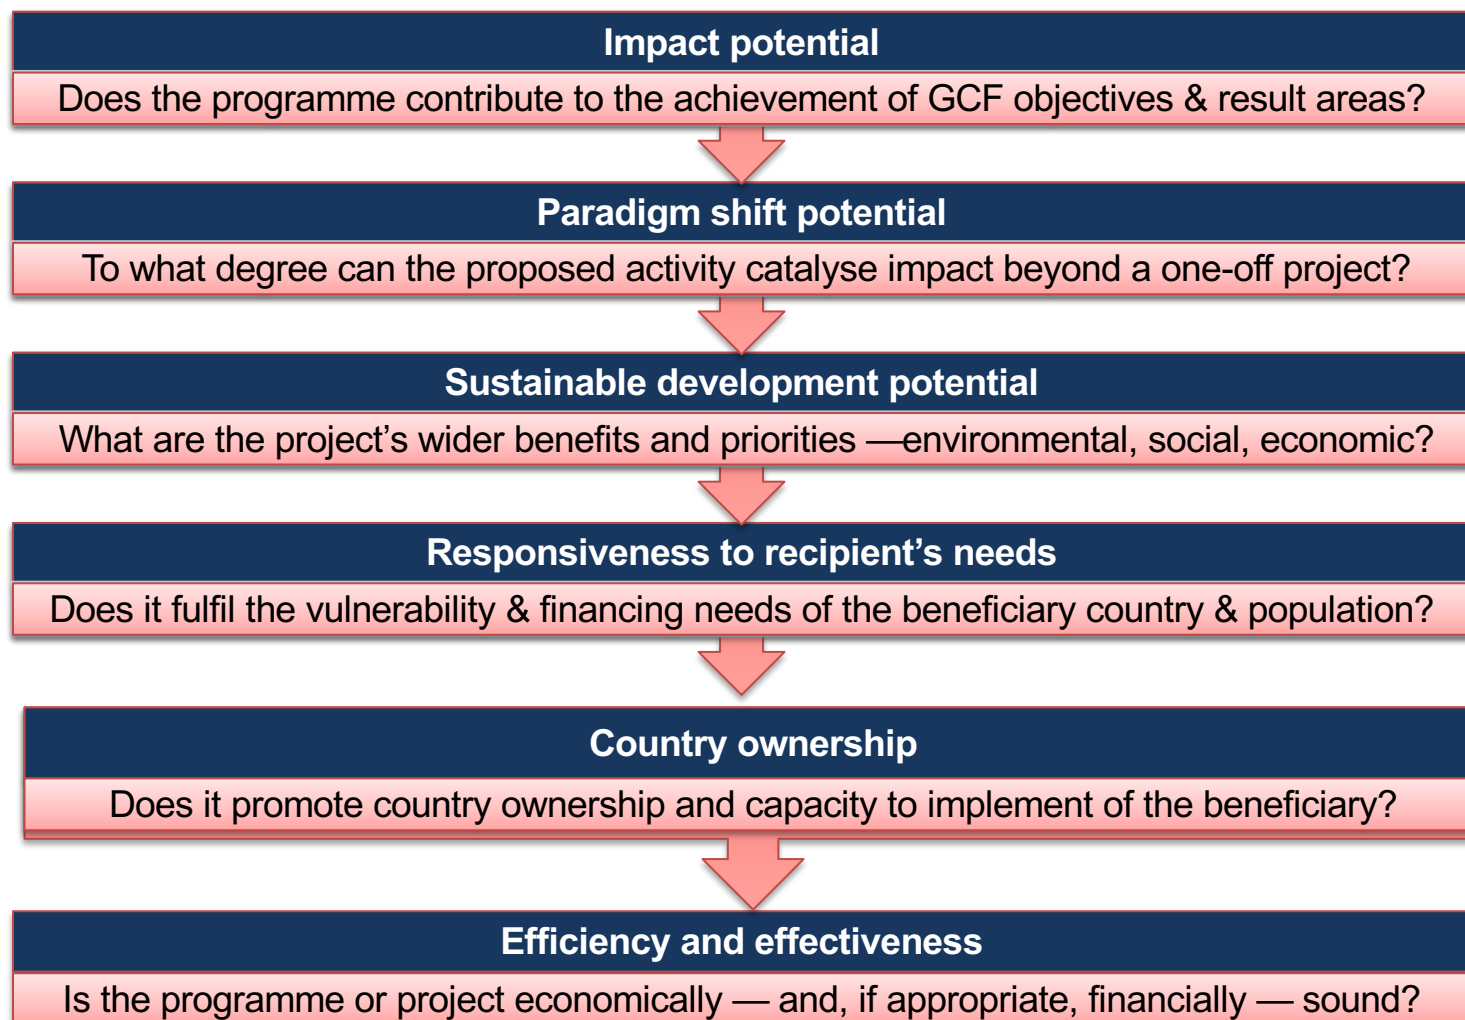 Impact potential
Does the programme contribute to the achievement of GCF objectives & result areas?
Paradigm shift potential
To what degree can the proposed activity catalyse impact beyond a one-off project?
Sustainable development potential
What are the project’s wider benefits and priorities —environmental, social, economic?
Responsiveness to recipient’s needs
Does it fulfil the vulnerability & financing needs of the beneficiary country & population?
Country ownership
Does it promote country ownership and capacity to implement of the beneficiary?
Efficiency and effectiveness
Is the programme or project economically — and, if appropriate, financially — sound?